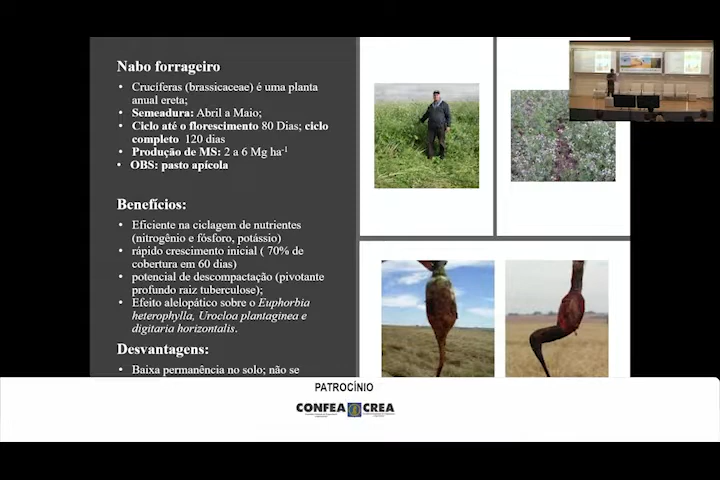 Nabo forrageiro
• Crucíferas (brassicaceae) é uma planta
anual ereta;
• Semeadura: Abril a Maio;
• Ciclo até o florescimento 80 Dias; ciclo
completo 120 dias
• Produção de MS: 2 a 6 Mg ha-1
• OBS: pasto apícola
Benefícios:
• Eficiente na ciclagem de nutrientes
(nitrogênio e fósforo, potássio)
• rápido crescimento inicial ( 70% de
cobertura em 60 dias)
• potencial de descompactação (pivotante
profundo raiz tuberculose);
• Efeito alelopático sobre o Euphorbia
heterophylla, Urocloa plantaginea e
digitaria horizontalis.
Desvantagens:
• Baixa permanência no solo; não se
PATROCÍNIO
CONFEA CREA